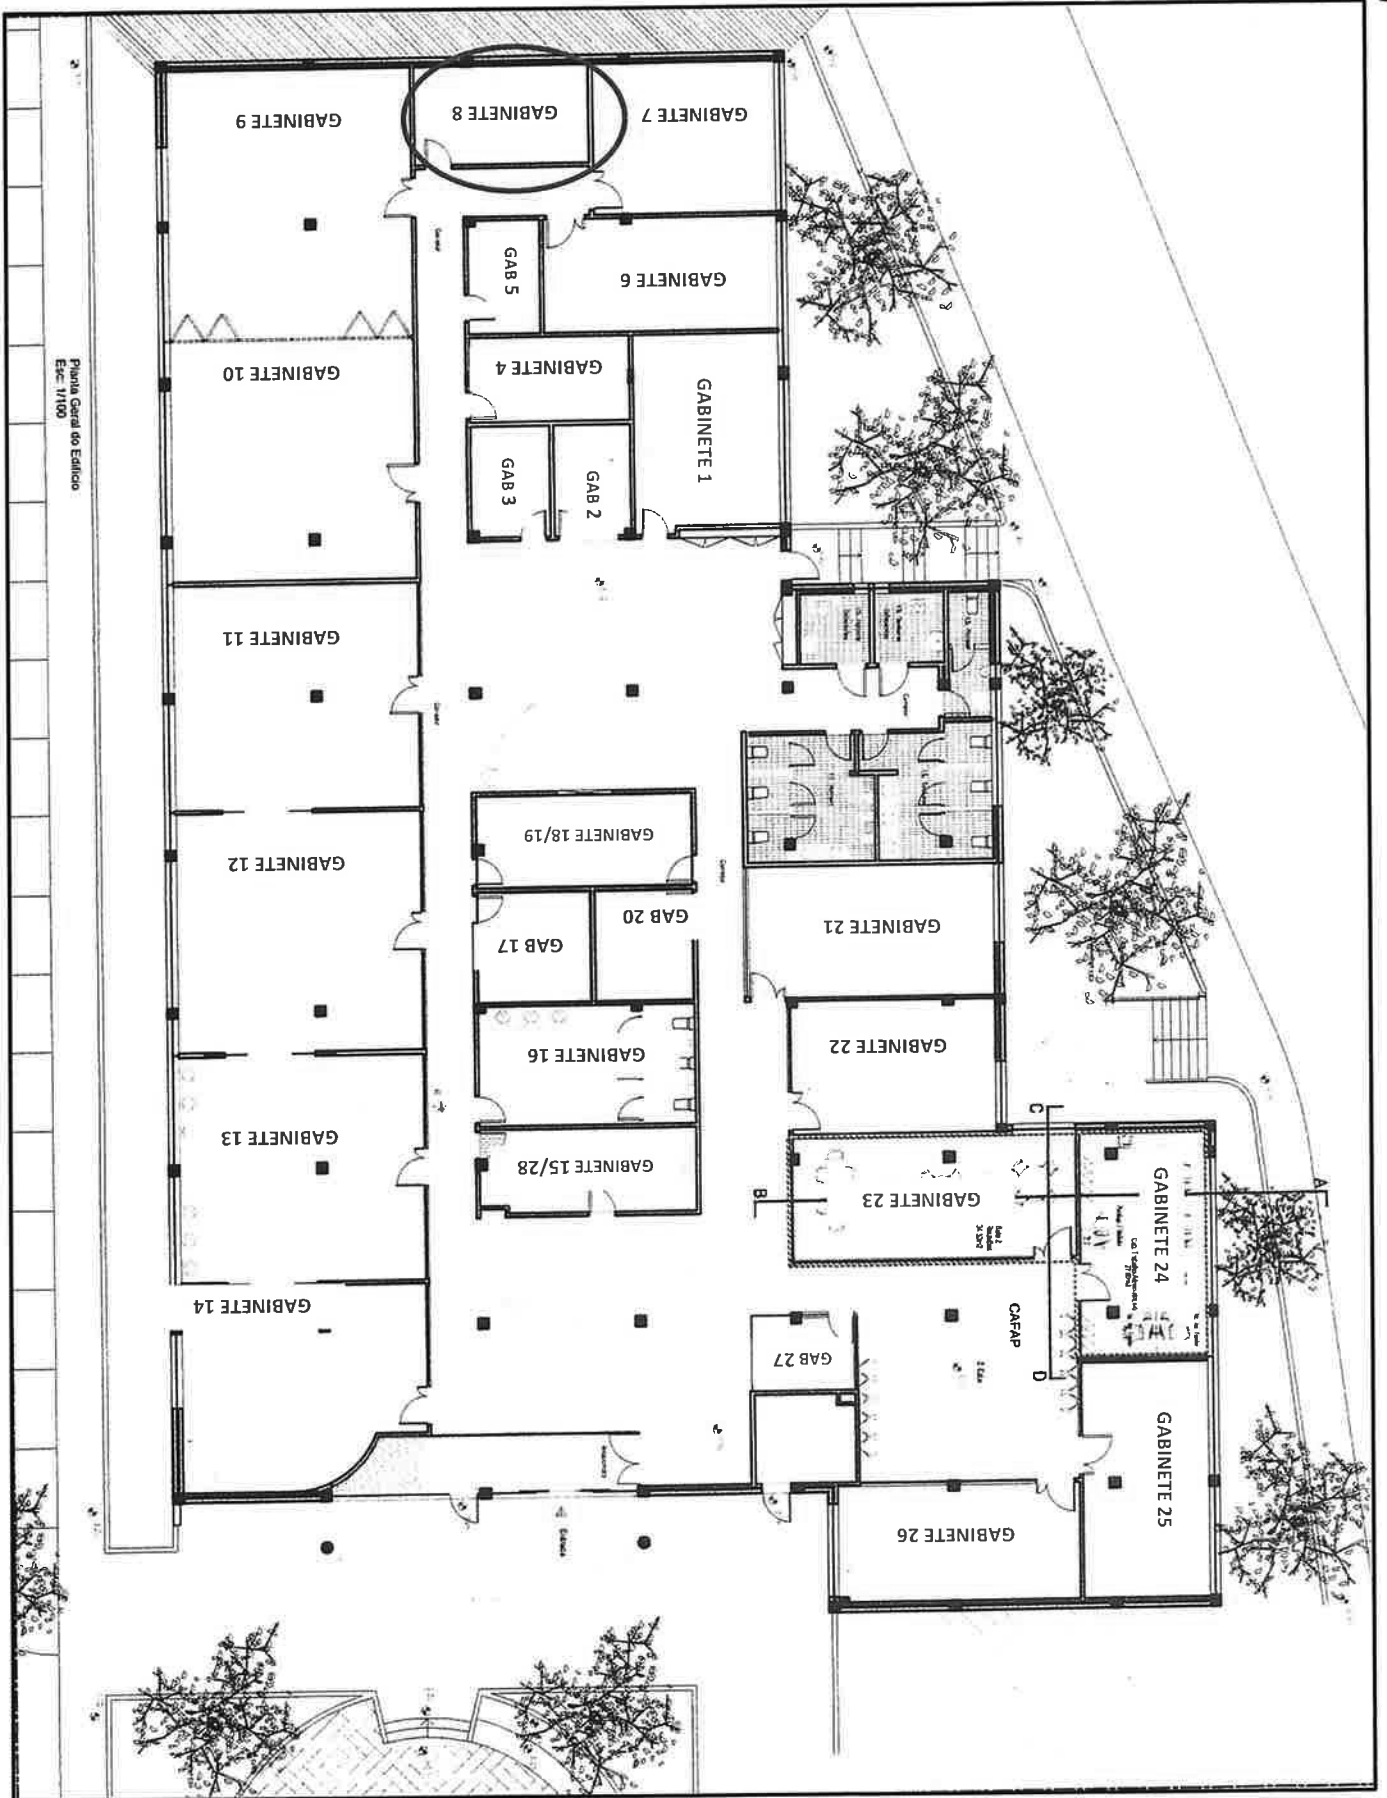 GABINETE 9
GABINETE 8
GABINETE 7
GAB 5
GABINETE 6
GABINETE 10
GABINETE 4
GABINETE 1
GAB 3
GAB 2
Planta Geral do Edifício
Esc: 1/100
GABINETE 11
Corredor
GABINETE 18/19
GABINETE 12
GAB 17
GAB 20
GABINETE 21
GABINETE 16
GABINETE 22
GABINETE 13
GABINETE 15/28
C
B
GABINETE 23
A
GABINETE 24
GABINETE 14
CAFAP
GAB 27
D
GABINETE 25
GABINETE 26
Entrada